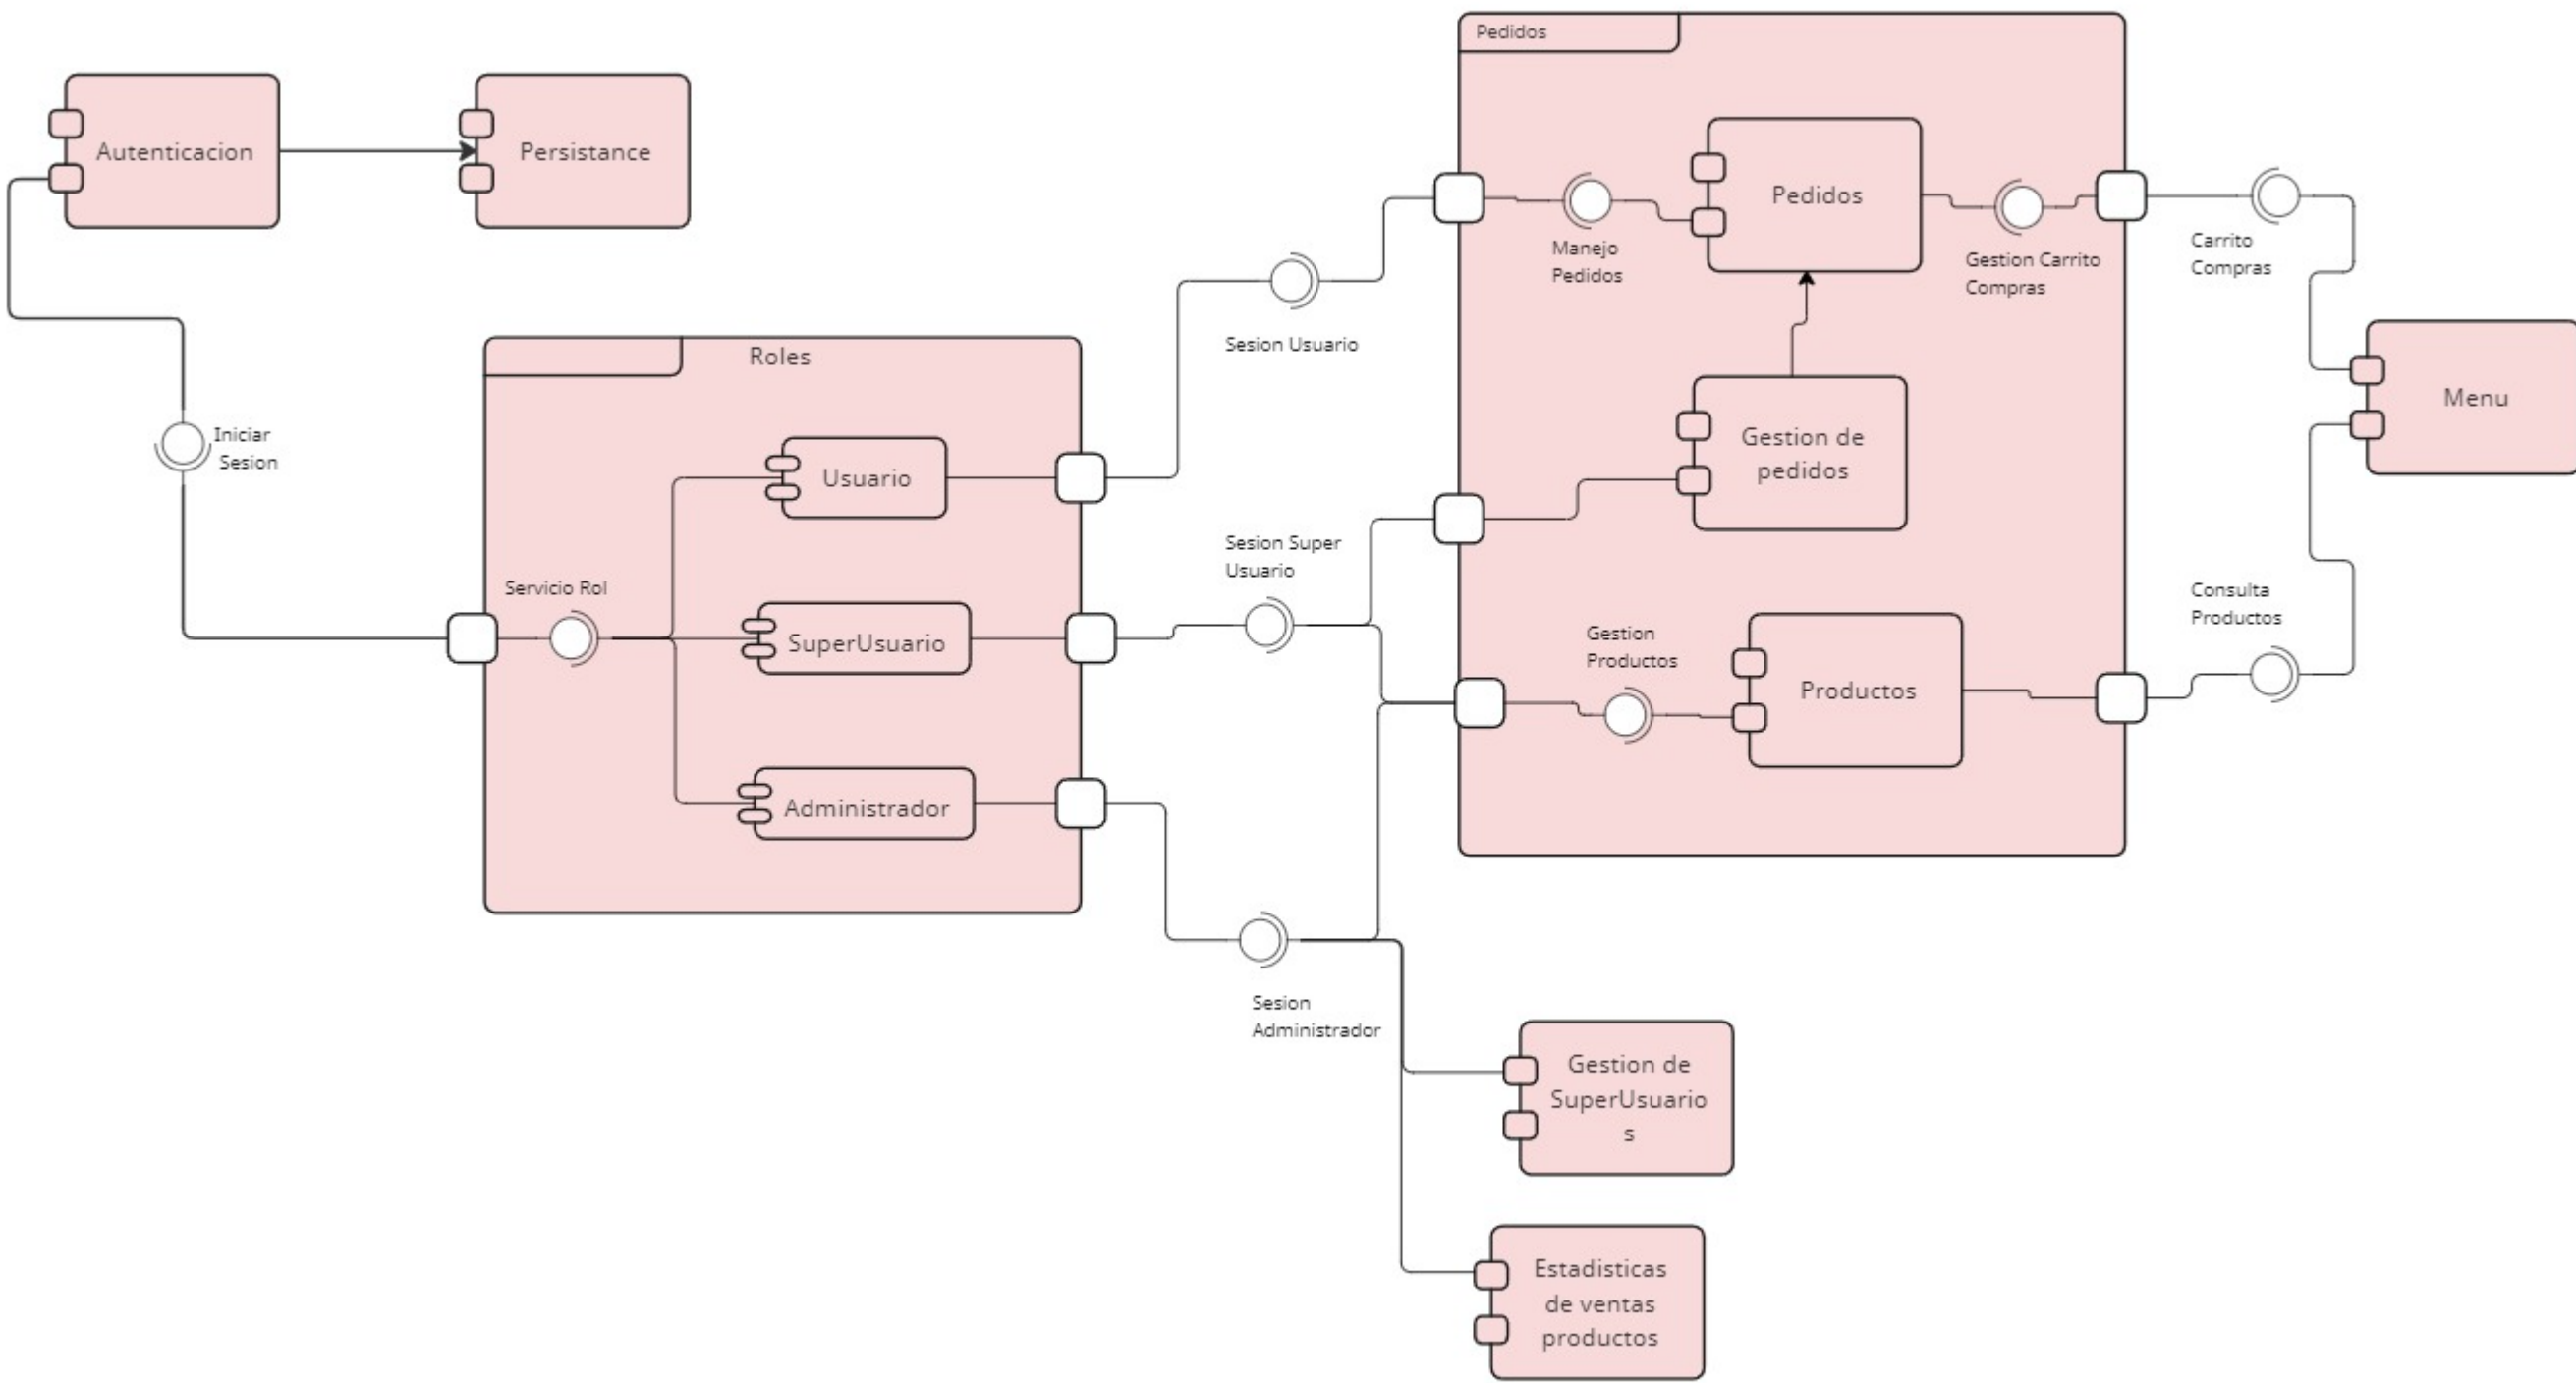 Pedidos
Autenticacion
Persistance
Pedidos
Manejo
Pedidos
Gestion Carrito
Compras
Carrito
Compras
Sesion Usuario
Roles
Menu
Iniciar
Sesion
Usuario
Gestion de
pedidos
Sesion Super
Usuario
Servicio Rol
SuperUsuario
Consulta
Productos
Gestion
Productos
Productos
Administrador
Sesion
Administrador
Gestion de
SuperUsuario
s
Estadisticas
de ventas
productos